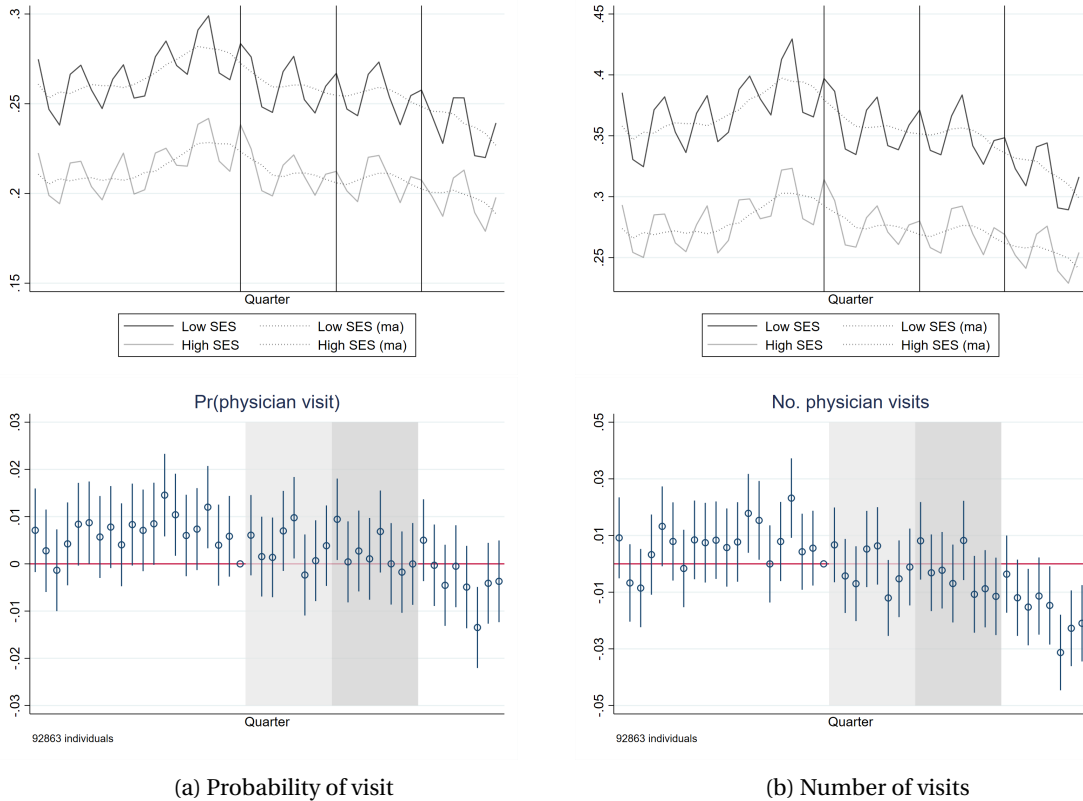 .3
.25
.2
.15
Quarter
Low SES
Low SES (ma)
High SES
High SES (ma)
.45
.4
.35
.3
.25
Quarter
Low SES
Low SES (ma)
High SES
High SES (ma)
Pr(physician visit)
.03
.02
.01
0
-.01
-.02
-.03
Quarter
92863 individuals
No. physician visits
.05
.03
.01
-.01
-.03
-.05
Quarter
92863 individuals
(a) Probability of visit
(b) Number of visits